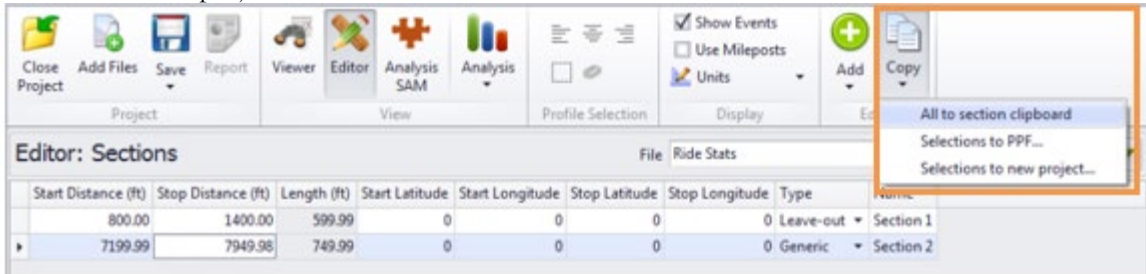 Close Project Add Files Save Report Viewer Editor Analysis SAM Analysis Show Events Use Mileposts Units Add Copy
Project View Profile Selection Display
All to section clipboard
Selections to PPF...
Selections to new project...
Editor: Sections File Ride Stats
Start Distance (ft) Stop Distance (ft) Length (ft) Start Latitude Start Longitude Stop Latitude Stop Longitude Type Name
800.00 1400.00 599.99 0 0 0 0 Leave-out Section 1
7199.99 7949.98 749.99 0 0 0 0 Generic Section 2